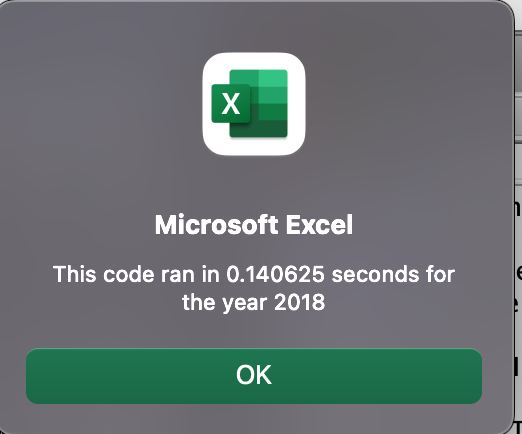 X
Microsoft Excel
This code ran in 0.140625 seconds for
the year 2018
OK